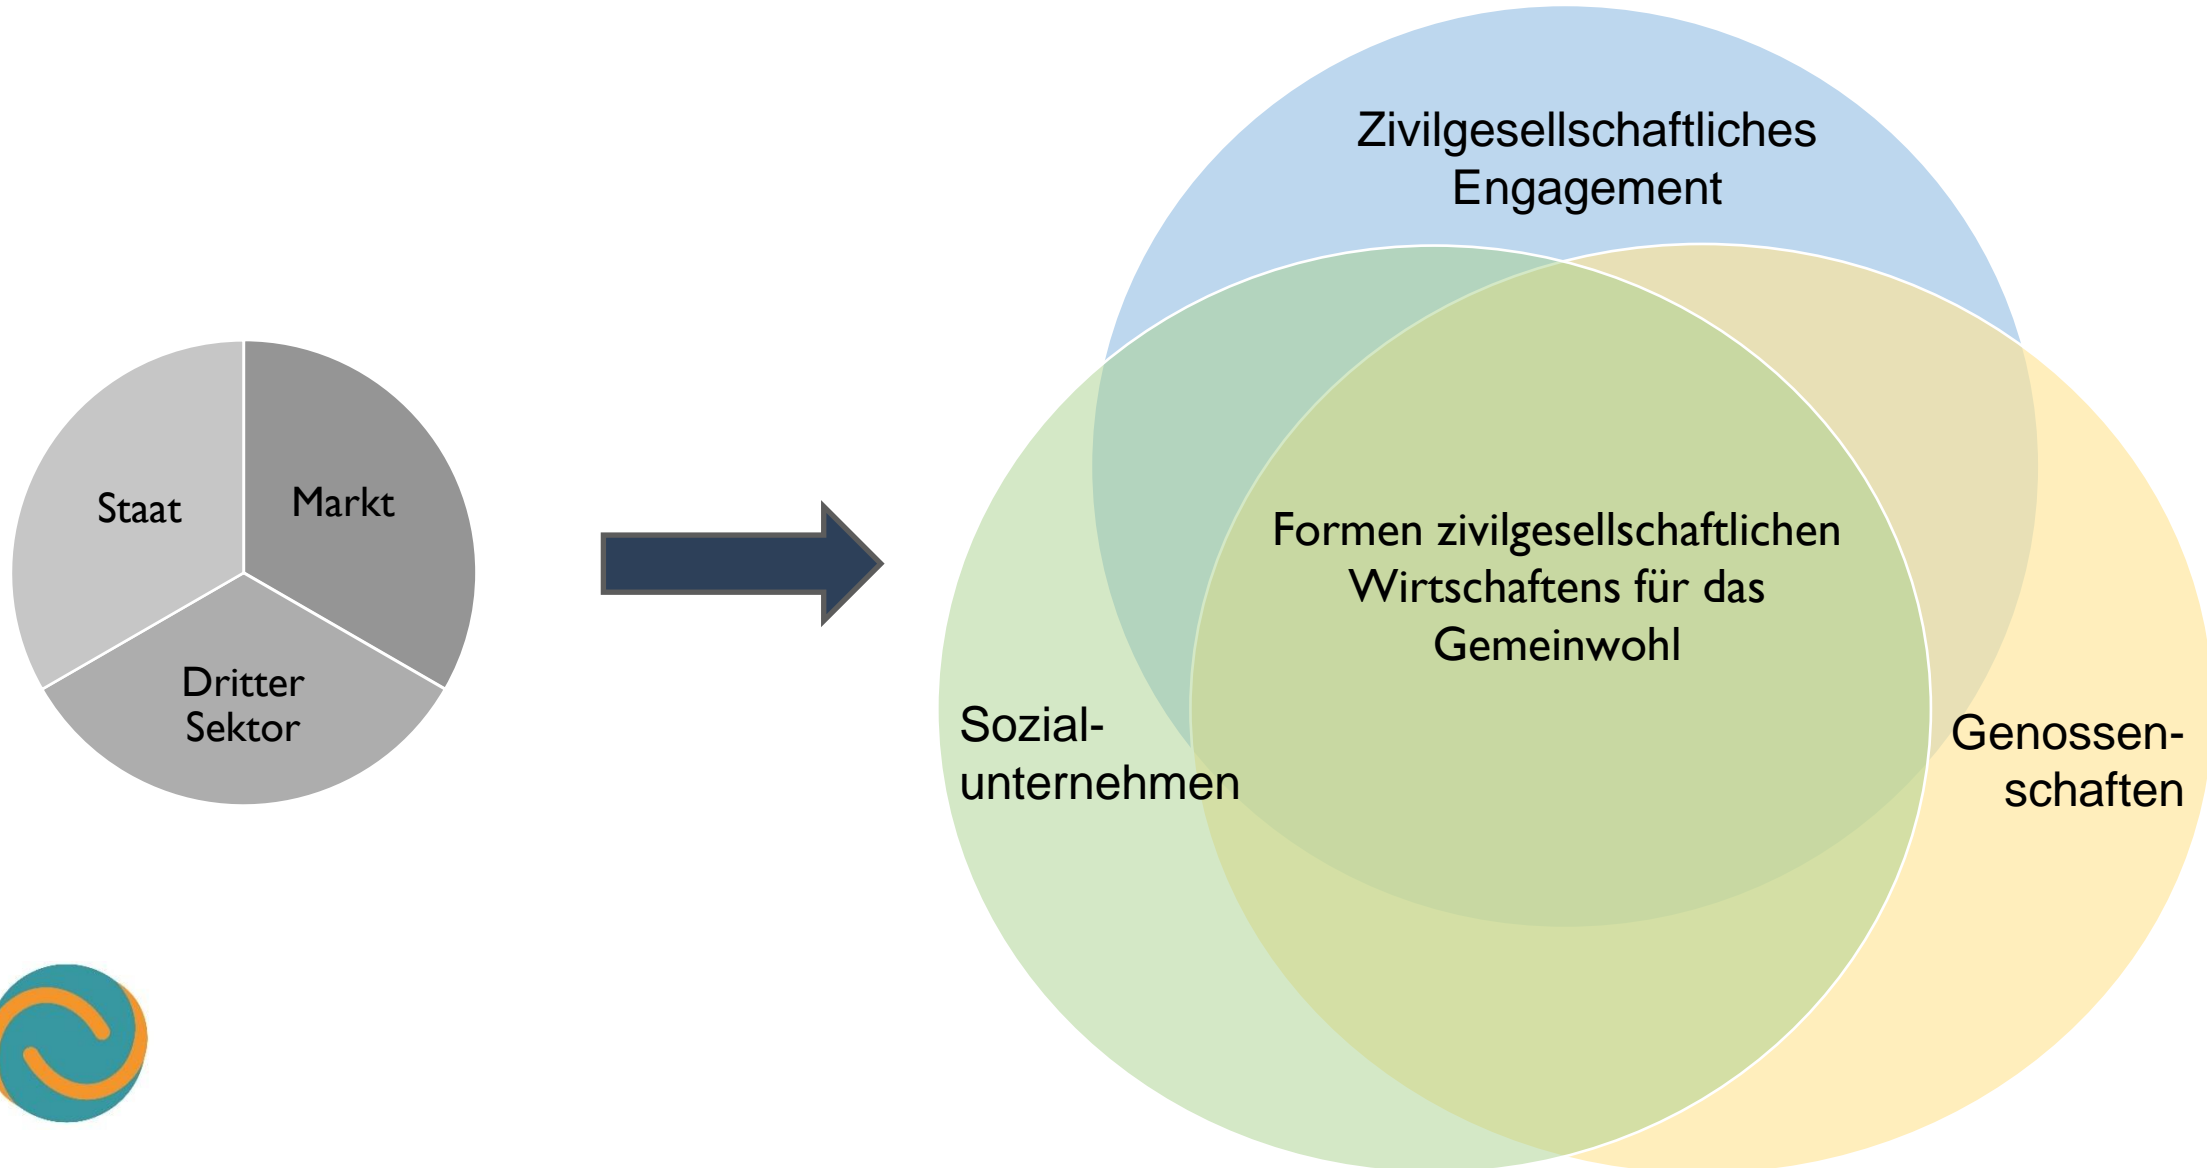 Staat
Markt
Dritter
Sektor
Zivilgesellschaftliches
Engagement
Formen zivilgesellschaftlichen
Wirtschaftens für das
Gemeinwohl
Sozial-
unternehmen
Genossen-
schaften